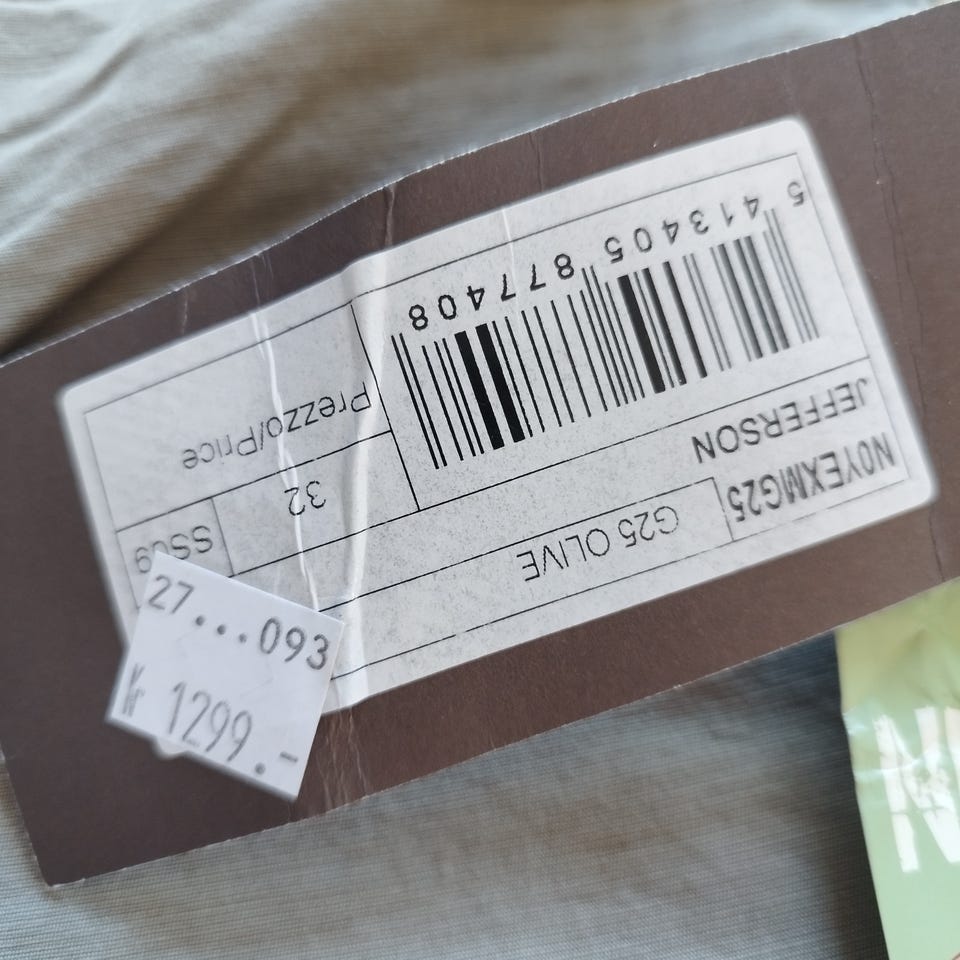 N0YEXMG25
G25 OLIVE
JEFFERSON
5 413405 877408
32
SS09
Prezzo/Price
27...093
Kr 1299.-